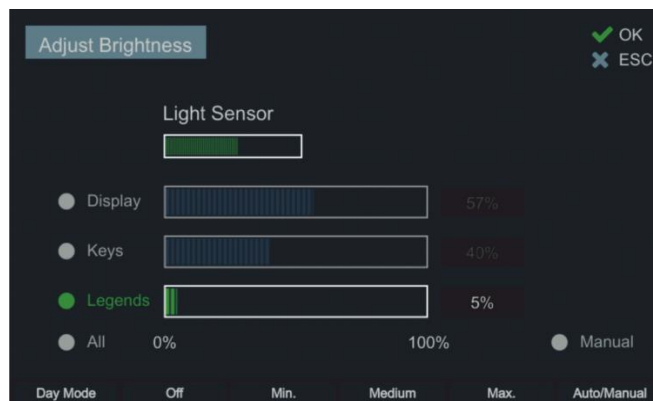 Adjust Brightness
OK
ESC
Light Sensor
Display 57%
Keys 40%
Legends 5%
All 0% 100% Manual
Day Mode Off Min. Medium Max. Auto/Manual